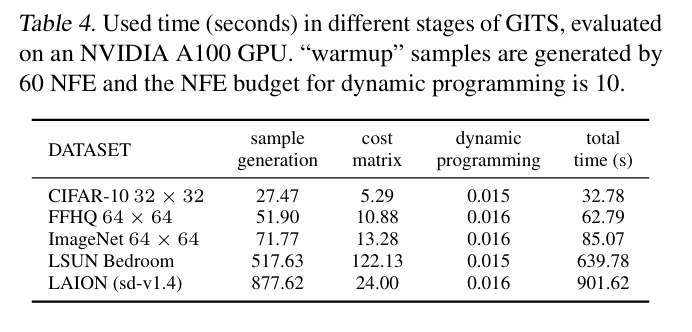 Table 4. Used time (seconds) in different stages of GITS, evaluated
on an NVIDIA A100 GPU. “warmup” samples are generated by
60 NFE and the NFE budget for dynamic programming is 10.
DATASET sample generation cost matrix dynamic programming total time (s)
CIFAR-10 32 × 32 27.47 5.29 0.015 32.78
FFHQ 64 × 64 51.90 10.88 0.016 62.79
ImageNet 64 × 64 71.77 13.28 0.016 85.07
LSUN Bedroom 517.63 122.13 0.015 639.78
LAION (sd-v1.4) 877.62 24.00 0.016 901.62